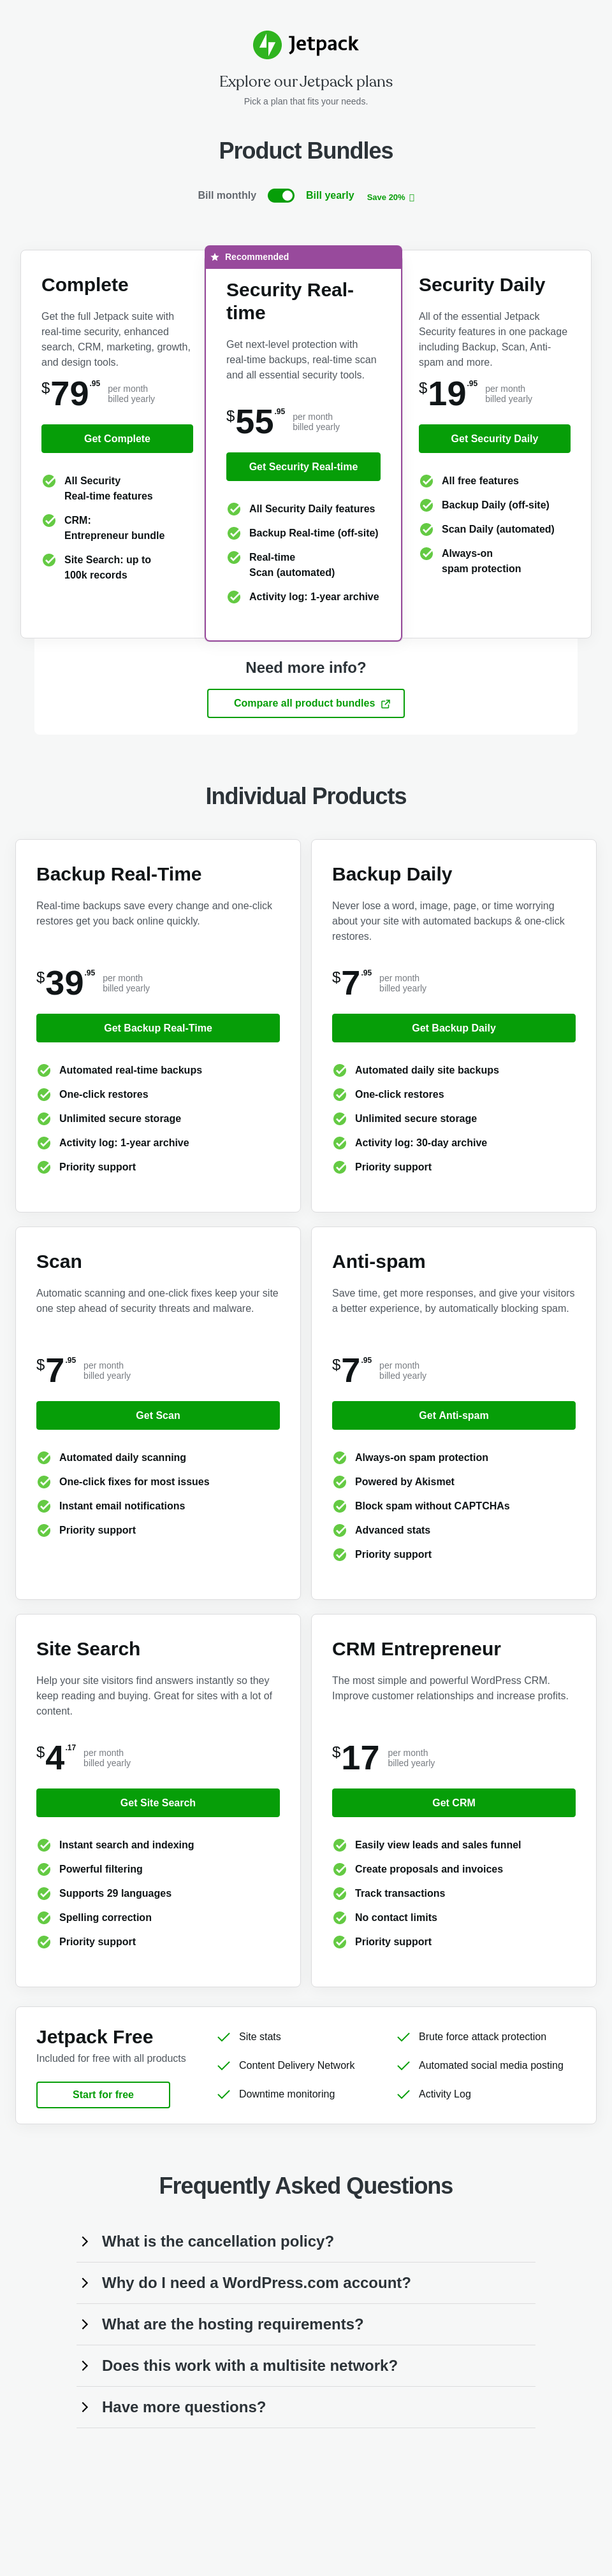 Jetpack
Explore our Jetpack plans
Pick a plan that fits your needs.
Product Bundles
Bill monthly
Bill yearly
Save 20%
Complete
Get the full Jetpack suite with
real-time security, enhanced
search, CRM, marketing, growth,
and design tools.
$79.95
per month
billed yearly
Get Complete
All Security
Real-time features
CRM:
Entrepreneur bundle
Site Search: up to
100k records
Recommended
Security Real-
time
Get next-level protection with
real-time backups, real-time scan
and all essential security tools.
$55.95
per month
billed yearly
Get Security Real-time
All Security Daily features
Backup Real-time (off-site)
Real-time
Scan (automated)
Activity log: 1-year archive
Security Daily
All of the essential Jetpack
Security features in one package
including Backup, Scan, Anti-
spam and more.
$19.95
per month
billed yearly
Get Security Daily
All free features
Backup Daily (off-site)
Scan Daily (automated)
Always-on
spam protection
Need more info?
Compare all product bundles
Individual Products
Backup Real-Time
Real-time backups save every change and one-click
restores get you back online quickly.
$39.95
per month
billed yearly
Get Backup Real-Time
Automated real-time backups
One-click restores
Unlimited secure storage
Activity log: 1-year archive
Priority support
Backup Daily
Never lose a word, image, page, or time worrying
about your site with automated backups & one-click
restores.
$7.95
per month
billed yearly
Get Backup Daily
Automated daily site backups
One-click restores
Unlimited secure storage
Activity log: 30-day archive
Priority support
Scan
Automatic scanning and one-click fixes keep your site
one step ahead of security threats and malware.
$7.95
per month
billed yearly
Get Scan
Automated daily scanning
One-click fixes for most issues
Instant email notifications
Priority support
Anti-spam
Save time, get more responses, and give your visitors
a better experience, by automatically blocking spam.
$7.95
per month
billed yearly
Get Anti-spam
Always-on spam protection
Powered by Akismet
Block spam without CAPTCHAs
Advanced stats
Priority support
Site Search
Help your site visitors find answers instantly so they
keep reading and buying. Great for sites with a lot of
content.
$4.17
per month
billed yearly
Get Site Search
Instant search and indexing
Powerful filtering
Supports 29 languages
Spelling correction
Priority support
CRM Entrepreneur
The most simple and powerful WordPress CRM.
Improve customer relationships and increase profits.
$17
per month
billed yearly
Get CRM
Easily view leads and sales funnel
Create proposals and invoices
Track transactions
No contact limits
Priority support
Jetpack Free
Included for free with all products
Start for free
Site stats
Content Delivery Network
Downtime monitoring
Brute force attack protection
Automated social media posting
Activity Log
Frequently Asked Questions
What is the cancellation policy?
Why do I need a WordPress.com account?
What are the hosting requirements?
Does this work with a multisite network?
Have more questions?